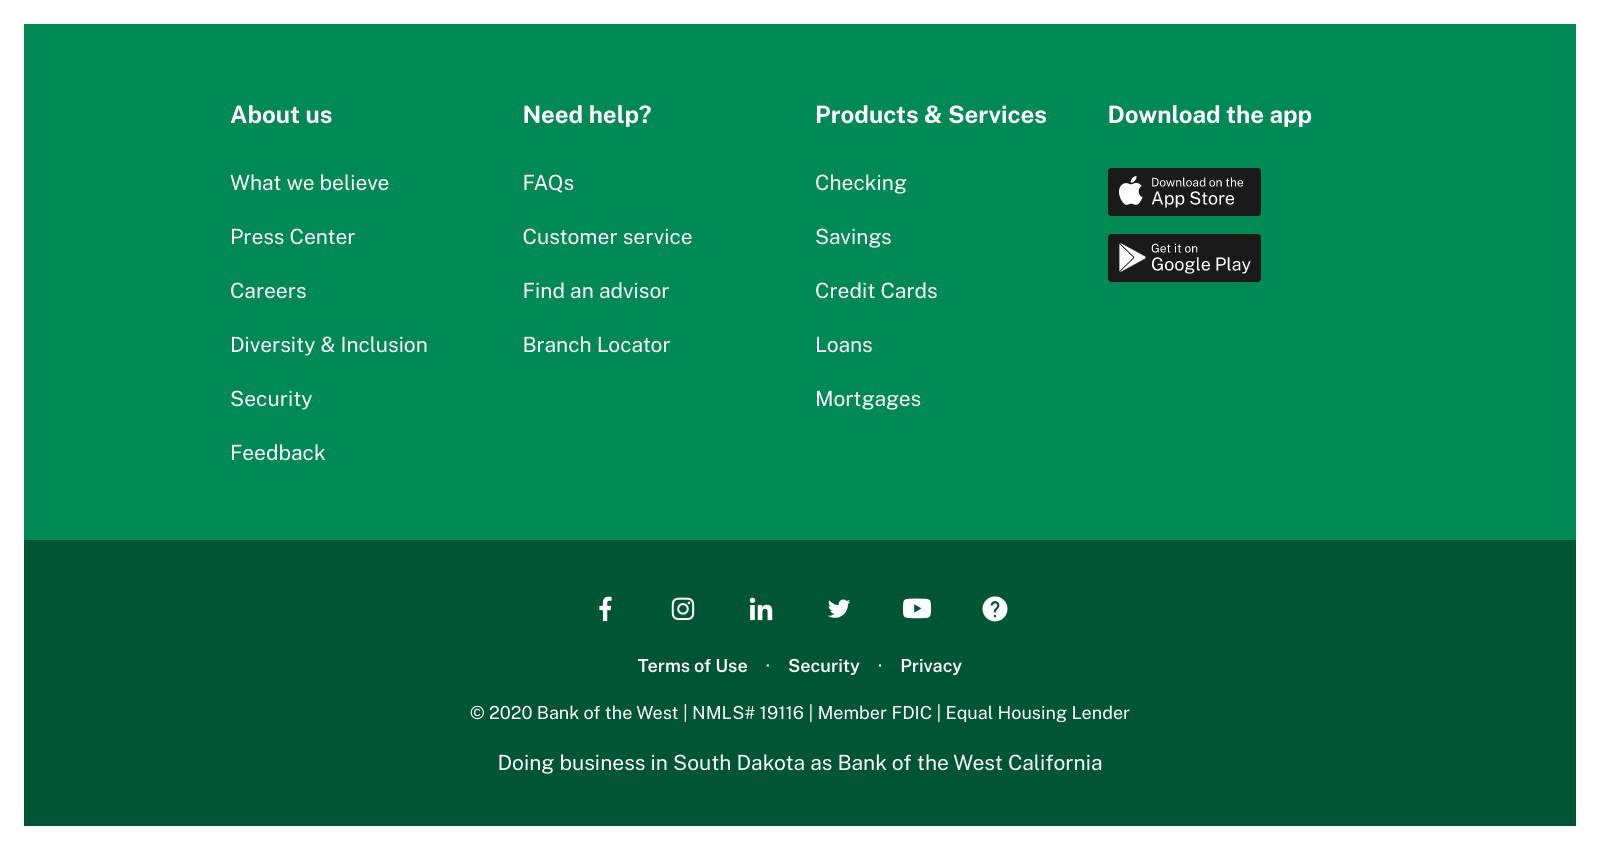 About us
What we believe
Press Center
Careers
Diversity & Inclusion
Security
Feedback
Need help?
FAQs
Customer service
Find an advisor
Branch Locator
Products & Services
Checking
Savings
Credit Cards
Loans
Mortgages
Download the app
Download on the
App Store
Get it on
Google Play
Terms of Use · Security · Privacy
© 2020 Bank of the West | NMLS# 19116 | Member FDIC | Equal Housing Lender
Doing business in South Dakota as Bank of the West California